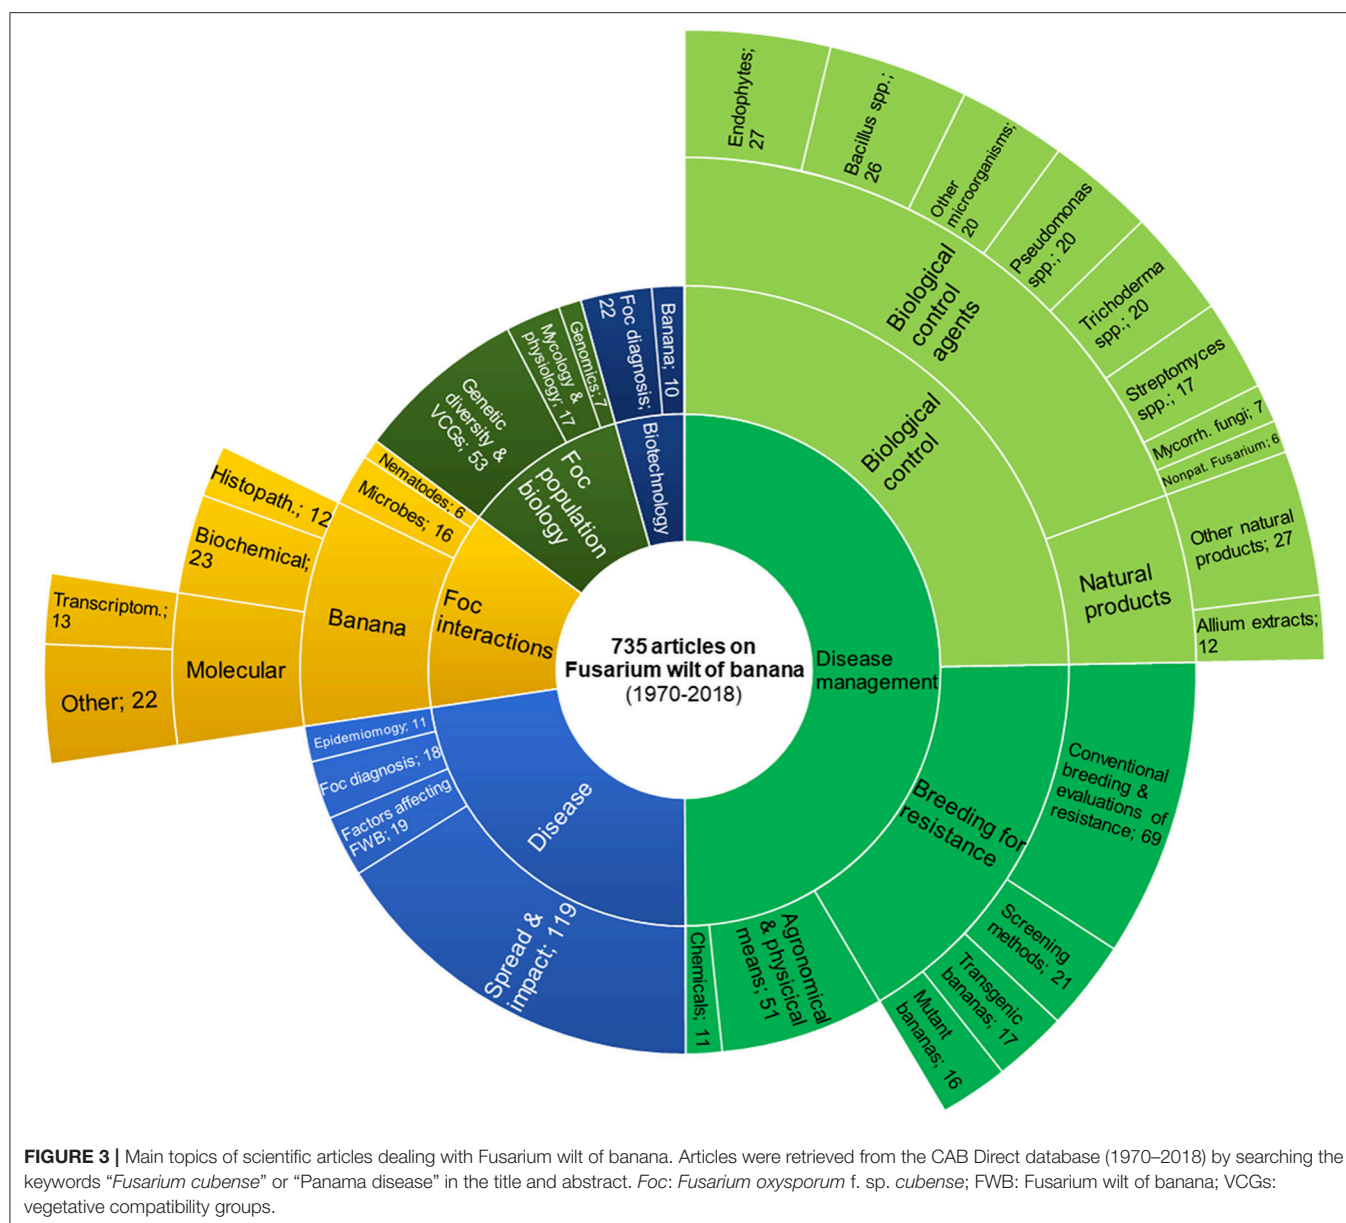 735 articles on
Fusarium wilt of banana
(1970-2018)
Disease
management
Biological
control
Biological
control
agents
Endophytes;
27
Bacillus spp.;
26
Other
microorganisms;
20
Pseudomonas
spp.; 20
Trichoderma
spp.; 20
Streptomyces
spp.; 17
Mycorrh. fungi; 7
Nonpat. Fusarium; 6
Natural
products
Other natural
products; 27
Allium extracts;
12
Breeding for
resistance
Conventional
breeding &
evaluations of
resistance; 69
Screening
methods; 21
Transgenic
bananas; 17
Mutant
bananas; 16
Agronomical
& physicical
means; 51
Chemicals; 11
Disease
Spread &
impact; 119
Factors affecting
FWB; 19
Foc diagnosis; 18
Epidemiomogy; 11
Foc
interactions
Banana
Molecular
Other; 22
Transcriptom.;
13
Biochemical;
23
Histopath.; 12
Microbes; 16
Nematodes; 6
Foc
population
biology
Genetic
diversity &
VCGs; 53
Mycology &
physiology; 17
Genomics; 7
Biotechnology
Foc diagnosis;
22
Banana; 10
FIGURE 3 | Main topics of scientific articles dealing with Fusarium wilt of banana. Articles were retrieved from the CAB Direct database (1970–2018) by searching the
keywords “Fusarium cubense” or “Panama disease” in the title and abstract. Foc: Fusarium oxysporum f. sp. cubense; FWB: Fusarium wilt of banana; VCGs:
vegetative compatibility groups.